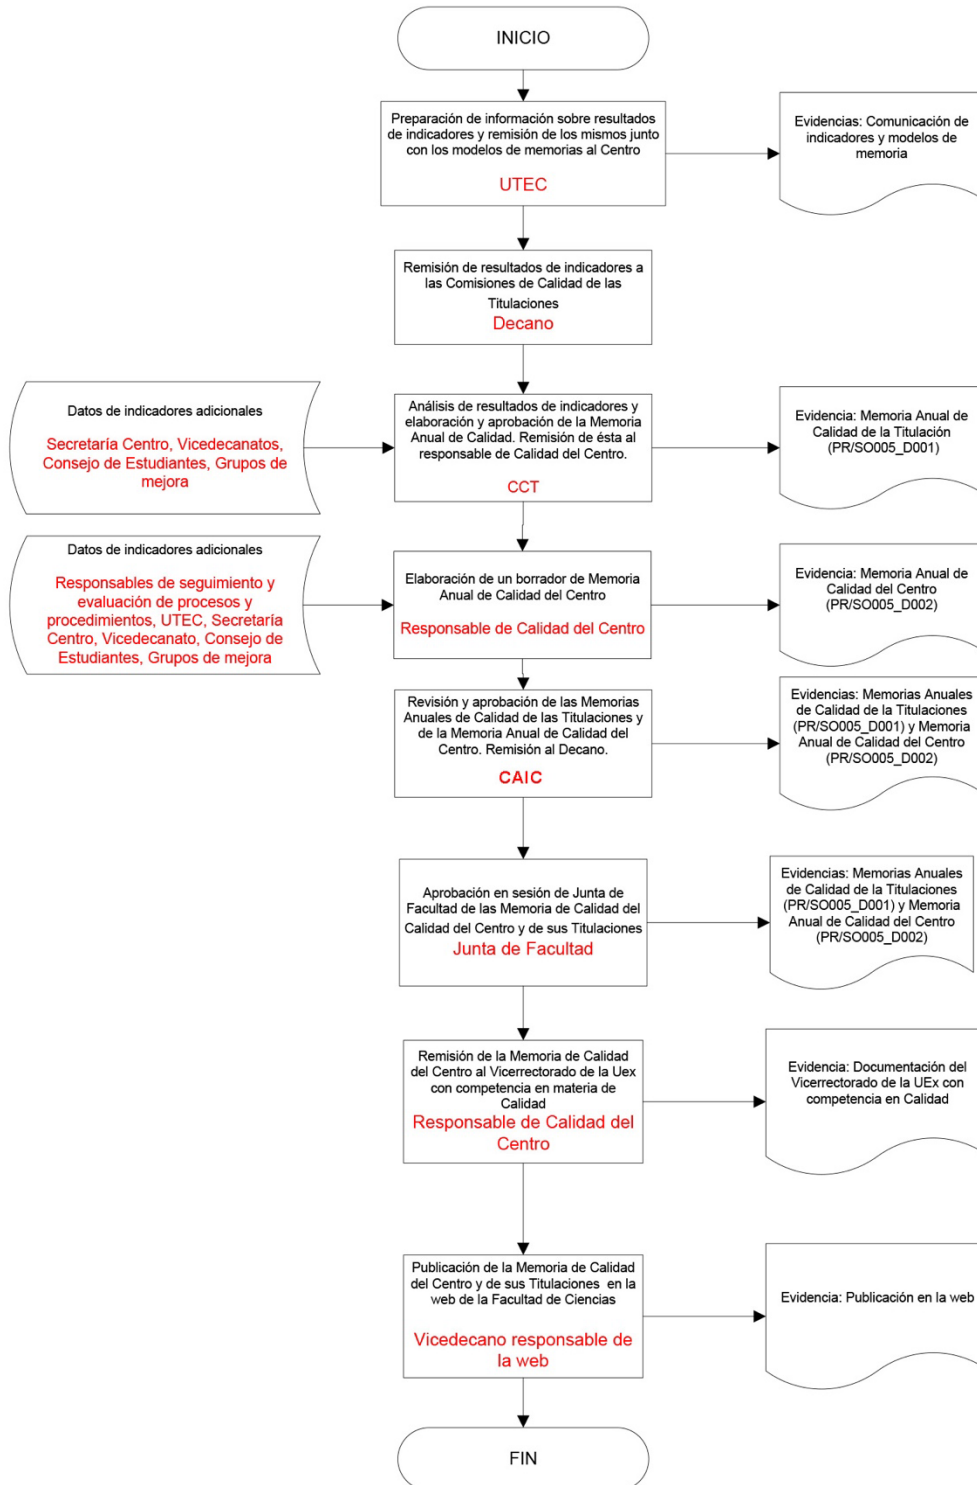 INICIO
Preparación de información sobre resultados
de indicadores y remisión de los mismos junto
con los modelos de memorias al Centro
UTEC
Evidencias: Comunicación de
indicadores y modelos de
memoria
Remisión de resultados de indicadores a
las Comisiones de Calidad de las
Titulaciones
Decano
Datos de indicadores adicionales
Secretaría Centro, Vicedecanatos,
Consejo de Estudiantes, Grupos de
mejora
Análisis de resultados de indicadores y
elaboración y aprobación de la Memoria
Anual de Calidad. Remisión de ésta al
responsable de Calidad del Centro.
CCT
Evidencia: Memoria Anual de
Calidad de la Titulación
(PR/SO005_D001)
Datos de indicadores adicionales
Responsables de seguimiento y
evaluación de procesos y
procedimientos, UTEC, Secretaría
Centro, Vicedecanato, Consejo de
Estudiantes, Grupos de mejora
Elaboración de un borrador de Memoria
Anual de Calidad del Centro
Responsable de Calidad del Centro
Evidencia: Memoria Anual de
Calidad del Centro
(PR/SO005_D002)
Revisión y aprobación de las Memorias
Anuales de Calidad de las Titulaciones y
de la Memoria Anual de Calidad del
Centro. Remisión al Decano.
CAIC
Evidencias: Memorias Anuales
de Calidad de la Titulaciones
(PR/SO005_D001) y Memoria
Anual de Calidad del Centro
(PR/SO005_D002)
Aprobación en sesión de Junta de
Facultad de las Memoria de Calidad del
Calidad del Centro y de sus Titulaciones
Junta de Facultad
Evidencias: Memorias Anuales
de Calidad de la Titulaciones
(PR/SO005_D001) y Memoria
Anual de Calidad del Centro
(PR/SO005_D002)
Remisión de la Memoria de Calidad
del Centro al Vicerrectorado de la Uex
con competencia en materia de
Calidad
Responsable de Calidad del
Centro
Evidencia: Documentación del
Vicerrectorado de la UEx con
competencia en Calidad
Publicación de la Memoria de Calidad
del Centro y de sus Titulaciones en la
web de la Facultad de Ciencias
Vicedecano responsable de
la web
Evidencia: Publicación en la web
FIN